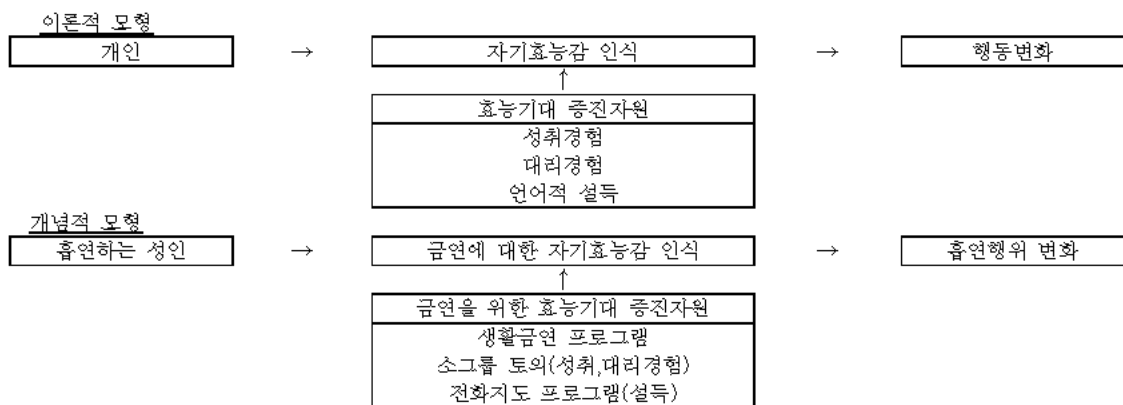 이론적 모형
개인 → 자기효능감 인식 → 행동변화
↑
효능기대 증진자원
성취경험
대리경험
언어적 설득
개념적 모형
흡연하는 성인 → 금연에 대한 자기효능감 인식 → 흡연행위 변화
↑
금연을 위한 효능기대 증진자원
생활금연 프로그램
소그룹 토의(성취,대리경험)
전화지도 프로그램(설득)